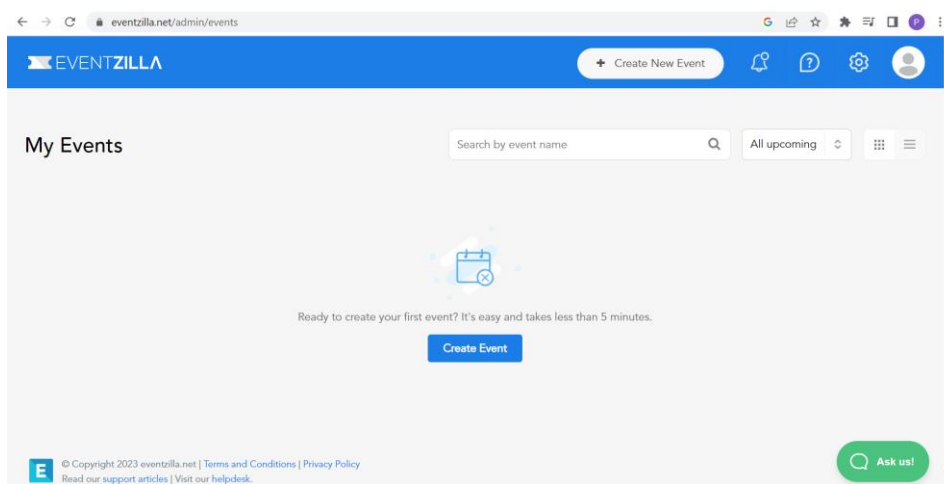 eventzilla.net/admin/events
G
P
EVENTZILLA
+ Create New Event
?
My Events
Search by event name
All upcoming
Ready to create your first event? It's easy and takes less than 5 minutes.
Create Event
E
© Copyright 2023 eventzilla.net | Terms and Conditions | Privacy Policy
Read our support articles | Visit our helpdesk.
Ask us!